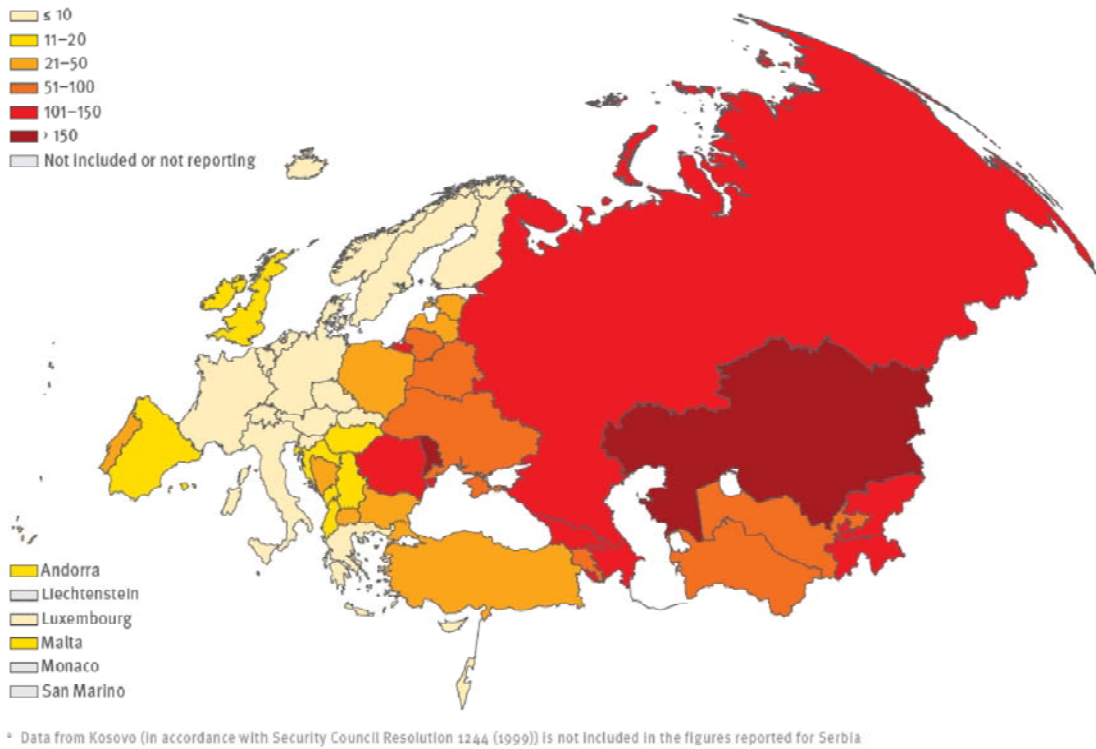 ≤ 10
11–20
21–50
51–100
101–150
> 150
Not included or not reporting
Andorra
Liechtenstein
Luxembourg
Malta
Monaco
San Marino
ᵃ Data from Kosovo (in accordance with Security Council Resolution 1244 (1999)) is not included in the figures reported for Serbia